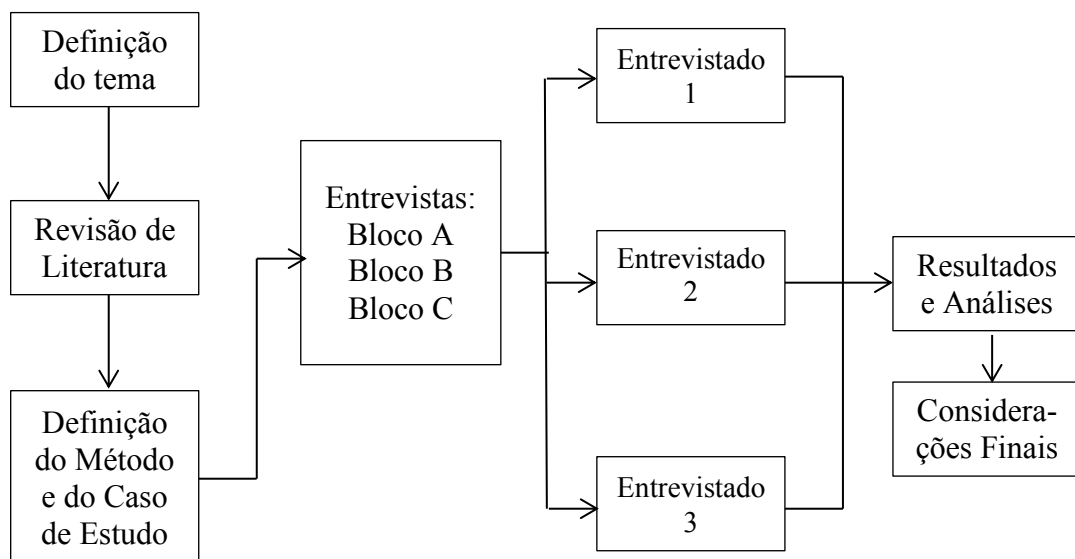 Definição
do tema
Revisão de
Literatura
Definição
do Método
e do Caso
de Estudo
Entrevistas:
Bloco A
Bloco B
Bloco C
Entrevistado
1
Entrevistado
2
Entrevistado
3
Resultados
e Análises
Considera-
ções Finais